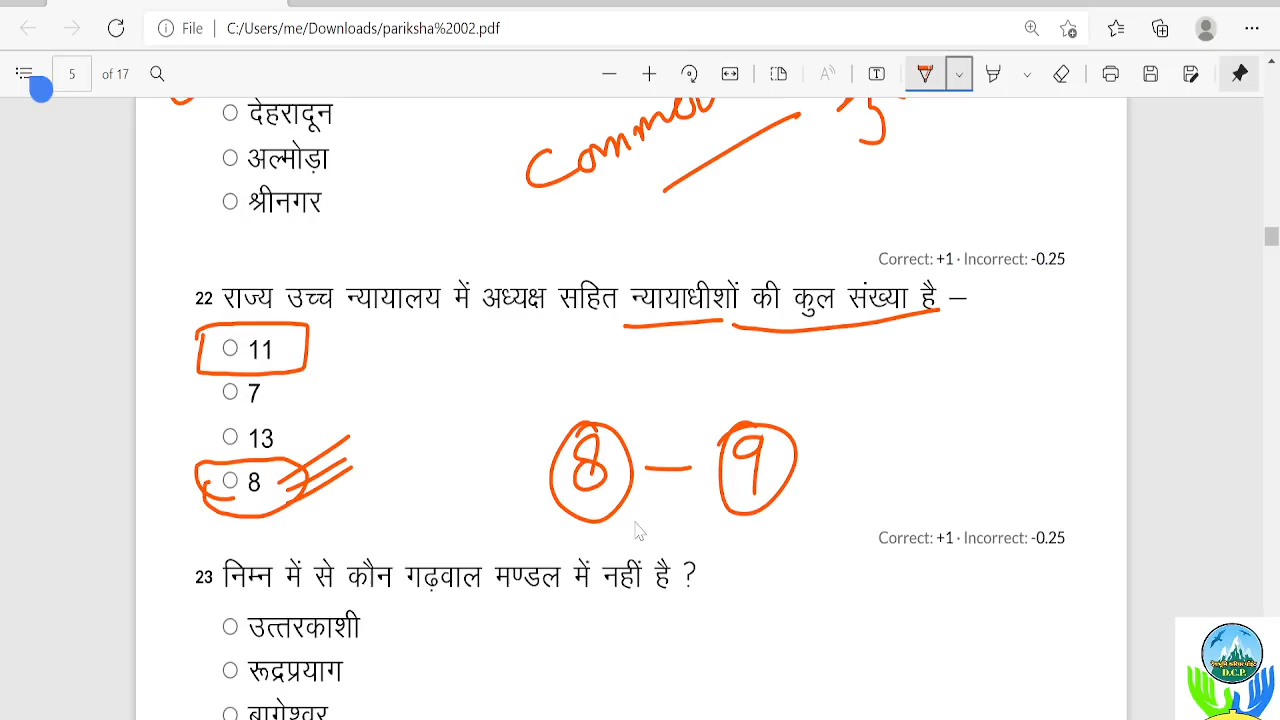 File
C:/Users/me/Downloads/pariksha%2002.pdf
5 of 17
देहरादून
अल्मोड़ा
श्रीनगर
Correct: +1 · Incorrect: -0.25
22 राज्य उच्च न्यायालय में अध्यक्ष सहित न्यायाधीशों की कुल संख्या है –
11
7
13
8
8 – 9
Correct: +1 · Incorrect: -0.25
23 निम्न में से कौन गढ़वाल मण्डल में नहीं है ?
उत्तरकाशी
रूद्रप्रयाग
बागेश्वर
D.C.P.